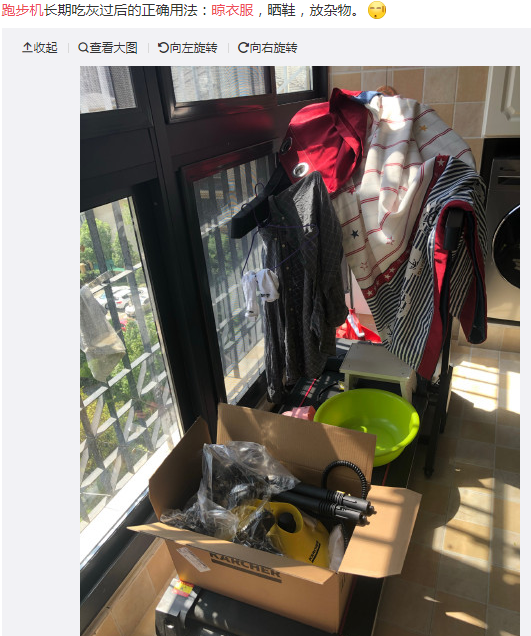 跑步机长期吃灰过后的正确用法：晾衣服，晒鞋，放杂物。
收起 | 查看大图 | 向左旋转 | 向右旋转
KARCHER